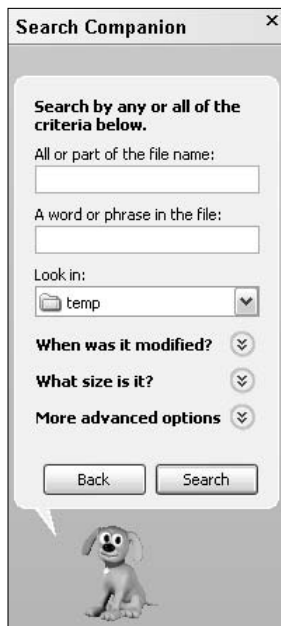 Search Companion
Search by any or all of the
criteria below.
All or part of the file name:
A word or phrase in the file:
Look in:
temp
When was it modified?
What size is it?
More advanced options
Back
Search